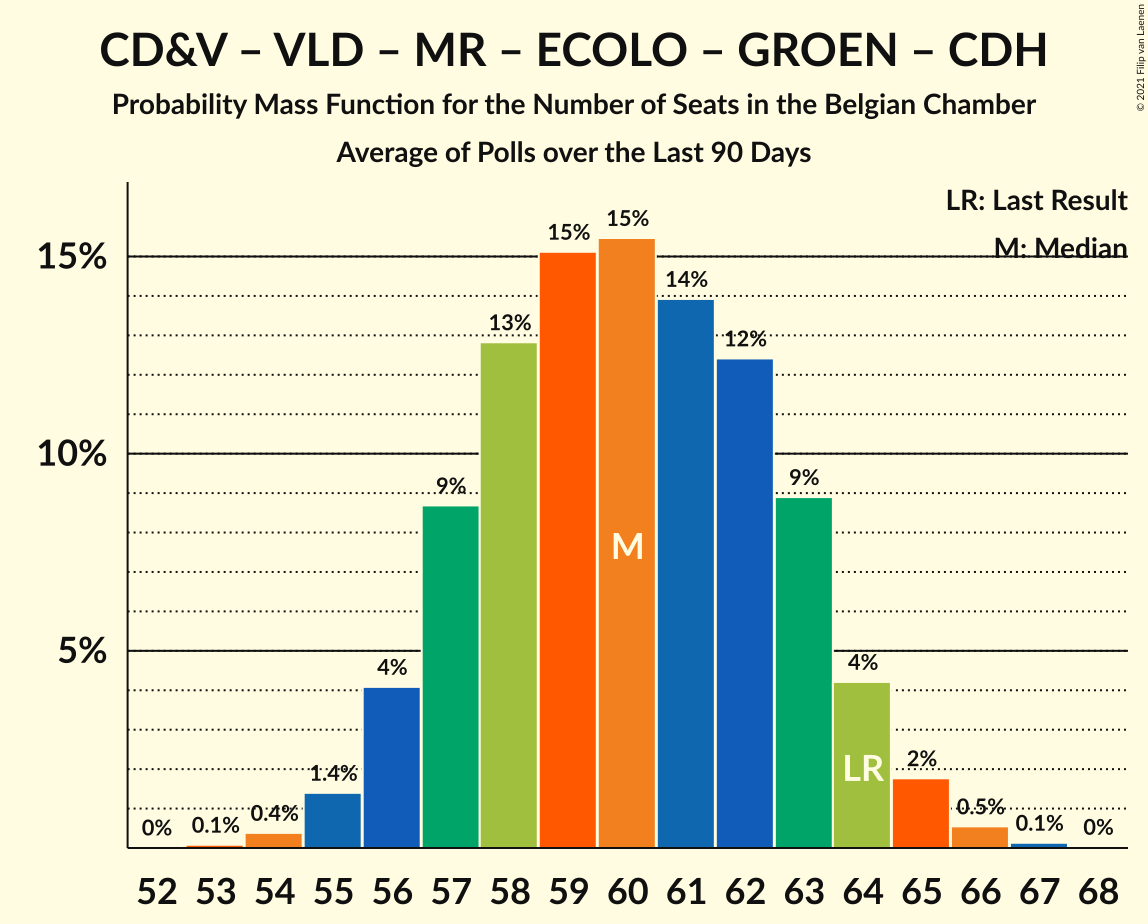 CD&V – VLD – MR – ECOLO – GROEN – CDH
Probability Mass Function for the Number of Seats in the Belgian Chamber
Average of Polls over the Last 90 Days
© 2021 Filip van Laenen
LR: Last Result
M: Median
15%
10%
5%
0% 0.1% 0.4% 1.4% 4% 9% 13% 15% 15% 14% 12% 9% 4% 2% 0.5% 0.1% 0%
M
LR
52 53 54 55 56 57 58 59 60 61 62 63 64 65 66 67 68